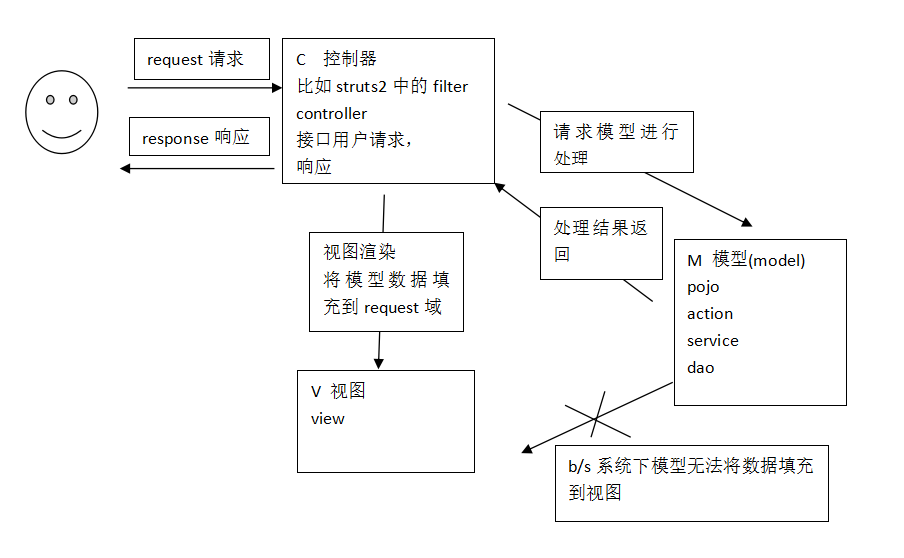 request 请求
response 响应
C 控制器
比如 struts2 中的 filter
controller
接口用户请求，
响应
请求模型进行
处理
处理结果返
回
视图渲染
将模型数据填
充到 request 域
M 模型(model)
pojo
action
service
dao
V 视图
view
b/s 系统下模型无法将数据填充
到视图